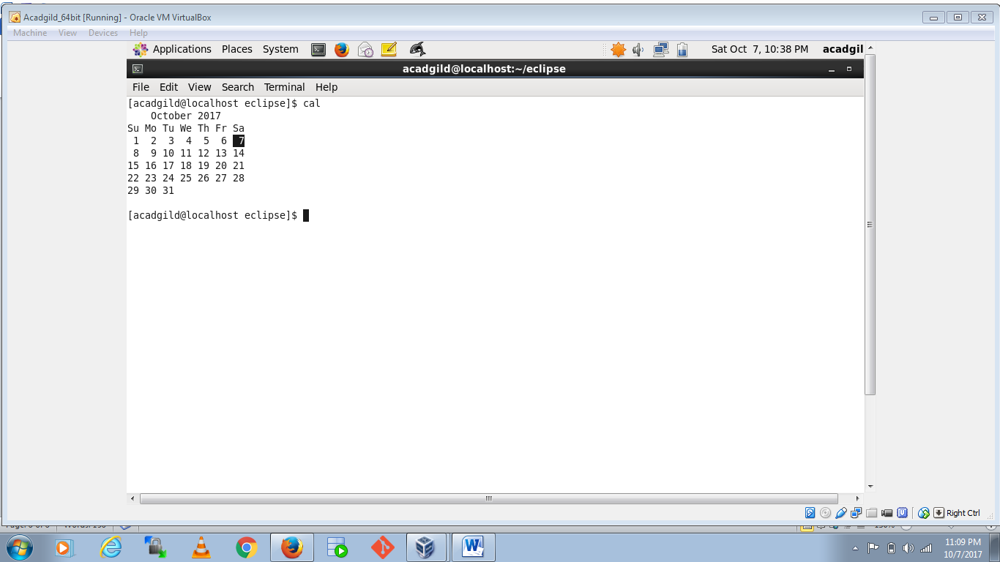 Acadgild_64bit [Running] - Oracle VM VirtualBox
Machine View Devices Help
Applications Places System Sat Oct 7, 10:38 PM acadgil
acadgild@localhost:~/eclipse
File Edit View Search Terminal Help
[acadgild@localhost eclipse]$ cal
October 2017
Su Mo Tu We Th Fr Sa
1 2 3 4 5 6 7
8 9 10 11 12 13 14
15 16 17 18 19 20 21
22 23 24 25 26 27 28
29 30 31
[acadgild@localhost eclipse]$
Right Ctrl
11:09 PM
10/7/2017